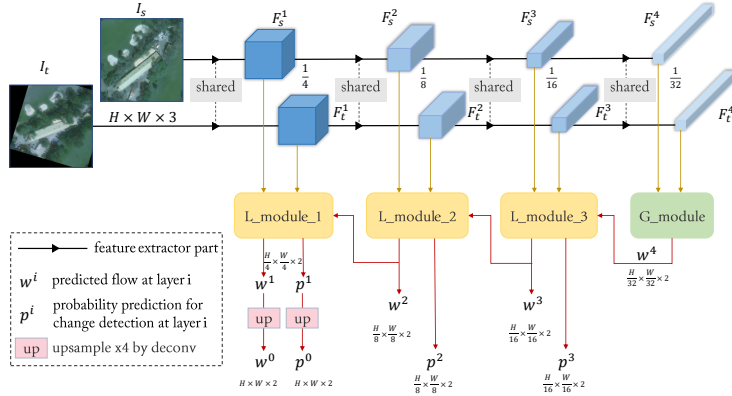 I_s
F_s^1
F_s^2
F_s^3
F_s^4
I_t
shared
1/4
shared
1/8
shared
1/16
shared
1/32
H × W × 3
F_t^1
F_t^2
F_t^3
F_t^4
L_module_1
L_module_2
L_module_3
G_module
feature extractor part
w^i predicted flow at layer i
p^i probability prediction for
change detection at layer i
up upsample x4 by deconv
H/4 × W/4 × 2
w^1
p^1
up
up
w^0
p^0
H × W × 2
H × W × 2
w^2
H/8 × W/8 × 2
p^2
H/8 × W/8 × 2
w^3
H/16 × W/16 × 2
p^3
H/16 × W/16 × 2
w^4
H/32 × W/32 × 2